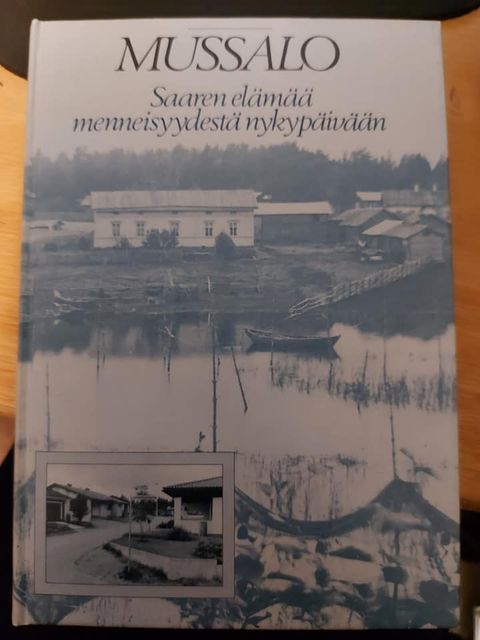 MUSSALO
Saaren elämää
menneisyydestä nykypäivään